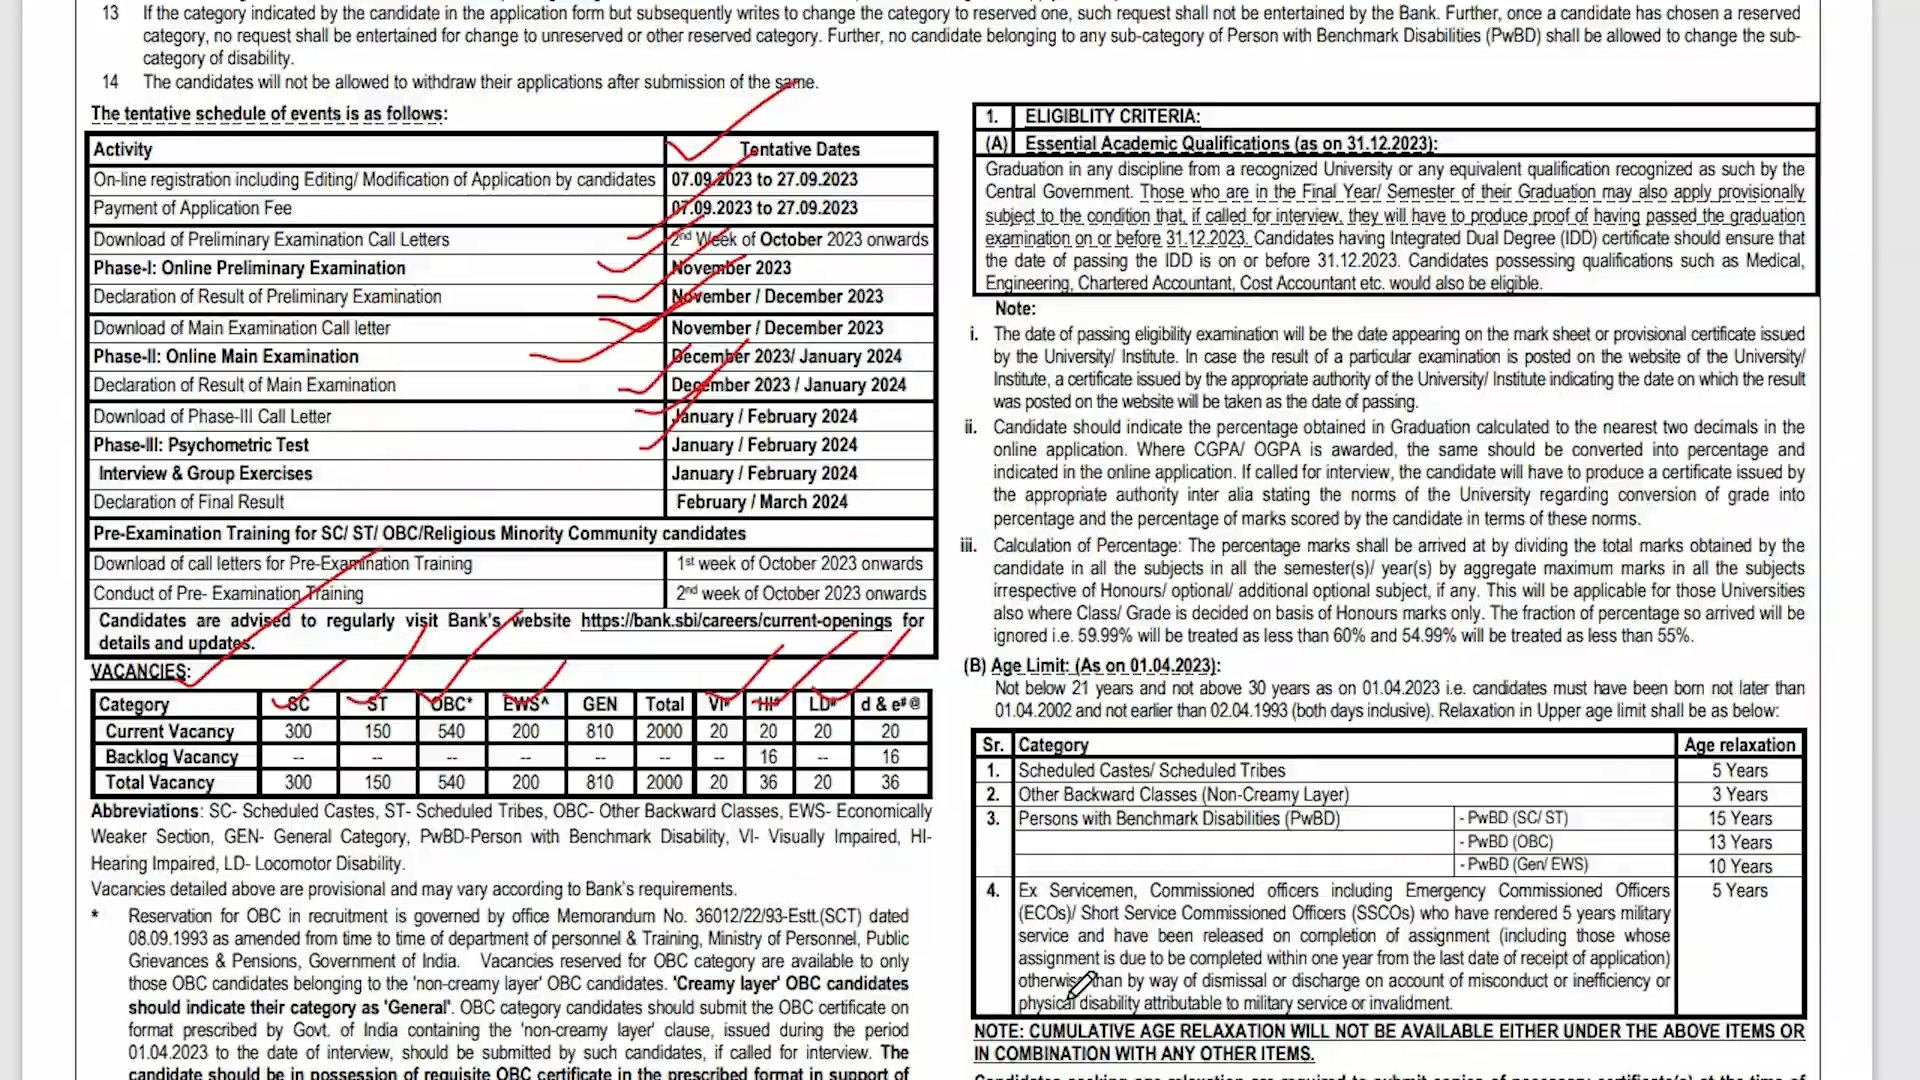 13 If the category indicated by the candidate in the application form but subsequently writes to change the category to reserved one, such request shall not be entertained by the Bank. Further, once a candidate has chosen a reserved
category, no request shall be entertained for change to unreserved or other reserved category. Further, no candidate belonging to any sub-category of Person with Benchmark Disabilities (PwBD) shall be allowed to change the sub-
category of disability.
14 The candidates will not be allowed to withdraw their applications after submission of the same.
The tentative schedule of events is as follows:
Activity Tentative Dates
On-line registration including Editing/ Modification of Application by candidates 07.09.2023 to 27.09.2023
Payment of Application Fee 07.09.2023 to 27.09.2023
Download of Preliminary Examination Call Letters 2nd Week of October 2023 onwards
Phase-I: Online Preliminary Examination November 2023
Declaration of Result of Preliminary Examination November / December 2023
Download of Main Examination Call letter November / December 2023
Phase-II: Online Main Examination December 2023/ January 2024
Declaration of Result of Main Examination December 2023 / January 2024
Download of Phase-III Call Letter January / February 2024
Phase-III: Psychometric Test January / February 2024
Interview & Group Exercises January / February 2024
Declaration of Final Result February / March 2024
Pre-Examination Training for SC/ ST/ OBC/Religious Minority Community candidates
Download of call letters for Pre-Examination Training 1st week of October 2023 onwards
Conduct of Pre- Examination Training 2nd week of October 2023 onwards
Candidates are advised to regularly visit Bank's website https://bank.sbi/careers/current-openings for
details and updates.
VACANCIES:
Category SC ST OBC* EWS^ GEN Total VI# HI# LD# d & e#@
Current Vacancy 300 150 540 200 810 2000 20 20 20 20
Backlog Vacancy -- -- -- -- -- -- -- 16 -- 16
Total Vacancy 300 150 540 200 810 2000 20 36 20 36
Abbreviations: SC- Scheduled Castes, ST- Scheduled Tribes, OBC- Other Backward Classes, EWS- Economically
Weaker Section, GEN- General Category, PwBD-Person with Benchmark Disability, VI- Visually Impaired, HI-
Hearing Impaired, LD- Locomotor Disability.
Vacancies detailed above are provisional and may vary according to Bank's requirements.
* Reservation for OBC in recruitment is governed by office Memorandum No. 36012/22/93-Estt.(SCT) dated
08.09.1993 as amended from time to time of department of personnel & Training, Ministry of Personnel, Public
Grievances & Pensions, Government of India. Vacancies reserved for OBC category are available to only
those OBC candidates belonging to the 'non-creamy layer' OBC candidates. 'Creamy layer' OBC candidates
should indicate their category as 'General'. OBC category candidates should submit the OBC certificate on
format prescribed by Govt. of India containing the 'non-creamy layer' clause, issued during the period
01.04.2023 to the date of interview, should be submitted by such candidates, if called for interview. The
candidate should be in possession of requisite OBC certificate in the prescribed format in support of
1. ELIGIBLITY CRITERIA:
(A) Essential Academic Qualifications (as on 31.12.2023):
Graduation in any discipline from a recognized University or any equivalent qualification recognized as such by the
Central Government. Those who are in the Final Year/ Semester of their Graduation may also apply provisionally
subject to the condition that, if called for interview, they will have to produce proof of having passed the graduation
examination on or before 31.12.2023. Candidates having Integrated Dual Degree (IDD) certificate should ensure that
the date of passing the IDD is on or before 31.12.2023. Candidates possessing qualifications such as Medical,
Engineering, Chartered Accountant, Cost Accountant etc. would also be eligible.
Note:
i. The date of passing eligibility examination will be the date appearing on the mark sheet or provisional certificate issued
by the University/ Institute. In case the result of a particular examination is posted on the website of the University/
Institute, a certificate issued by the appropriate authority of the University/ Institute indicating the date on which the result
was posted on the website will be taken as the date of passing.
ii. Candidate should indicate the percentage obtained in Graduation calculated to the nearest two decimals in the
online application. Where CGPA/ OGPA is awarded, the same should be converted into percentage and
indicated in the online application. If called for interview, the candidate will have to produce a certificate issued by
the appropriate authority inter alia stating the norms of the University regarding conversion of grade into
percentage and the percentage of marks scored by the candidate in terms of these norms.
iii. Calculation of Percentage: The percentage marks shall be arrived at by dividing the total marks obtained by the
candidate in all the subjects in all the semester(s)/ year(s) by aggregate maximum marks in all the subjects
irrespective of Honours/ optional/ additional optional subject, if any. This will be applicable for those Universities
also where Class/ Grade is decided on basis of Honours marks only. The fraction of percentage so arrived will be
ignored i.e. 59.99% will be treated as less than 60% and 54.99% will be treated as less than 55%.
(B) Age Limit: (As on 01.04.2023):
Not below 21 years and not above 30 years as on 01.04.2023 i.e. candidates must have been born not later than
01.04.2002 and not earlier than 02.04.1993 (both days inclusive). Relaxation in Upper age limit shall be as below:
Sr. Category Age relaxation
1. Scheduled Castes/ Scheduled Tribes 5 Years
2. Other Backward Classes (Non-Creamy Layer) 3 Years
3. Persons with Benchmark Disabilities (PwBD) - PwBD (SC/ ST) 15 Years
- PwBD (OBC) 13 Years
- PwBD (Gen/ EWS) 10 Years
4. Ex Servicemen, Commissioned officers including Emergency Commissioned Officers 5 Years
(ECOs)/ Short Service Commissioned Officers (SSCOs) who have rendered 5 years military
service and have been released on completion of assignment (including those whose
assignment is due to be completed within one year from the last date of receipt of application)
otherwise than by way of dismissal or discharge on account of misconduct or inefficiency or
physical disability attributable to military service or invalidment.
NOTE: CUMULATIVE AGE RELAXATION WILL NOT BE AVAILABLE EITHER UNDER THE ABOVE ITEMS OR
IN COMBINATION WITH ANY OTHER ITEMS.